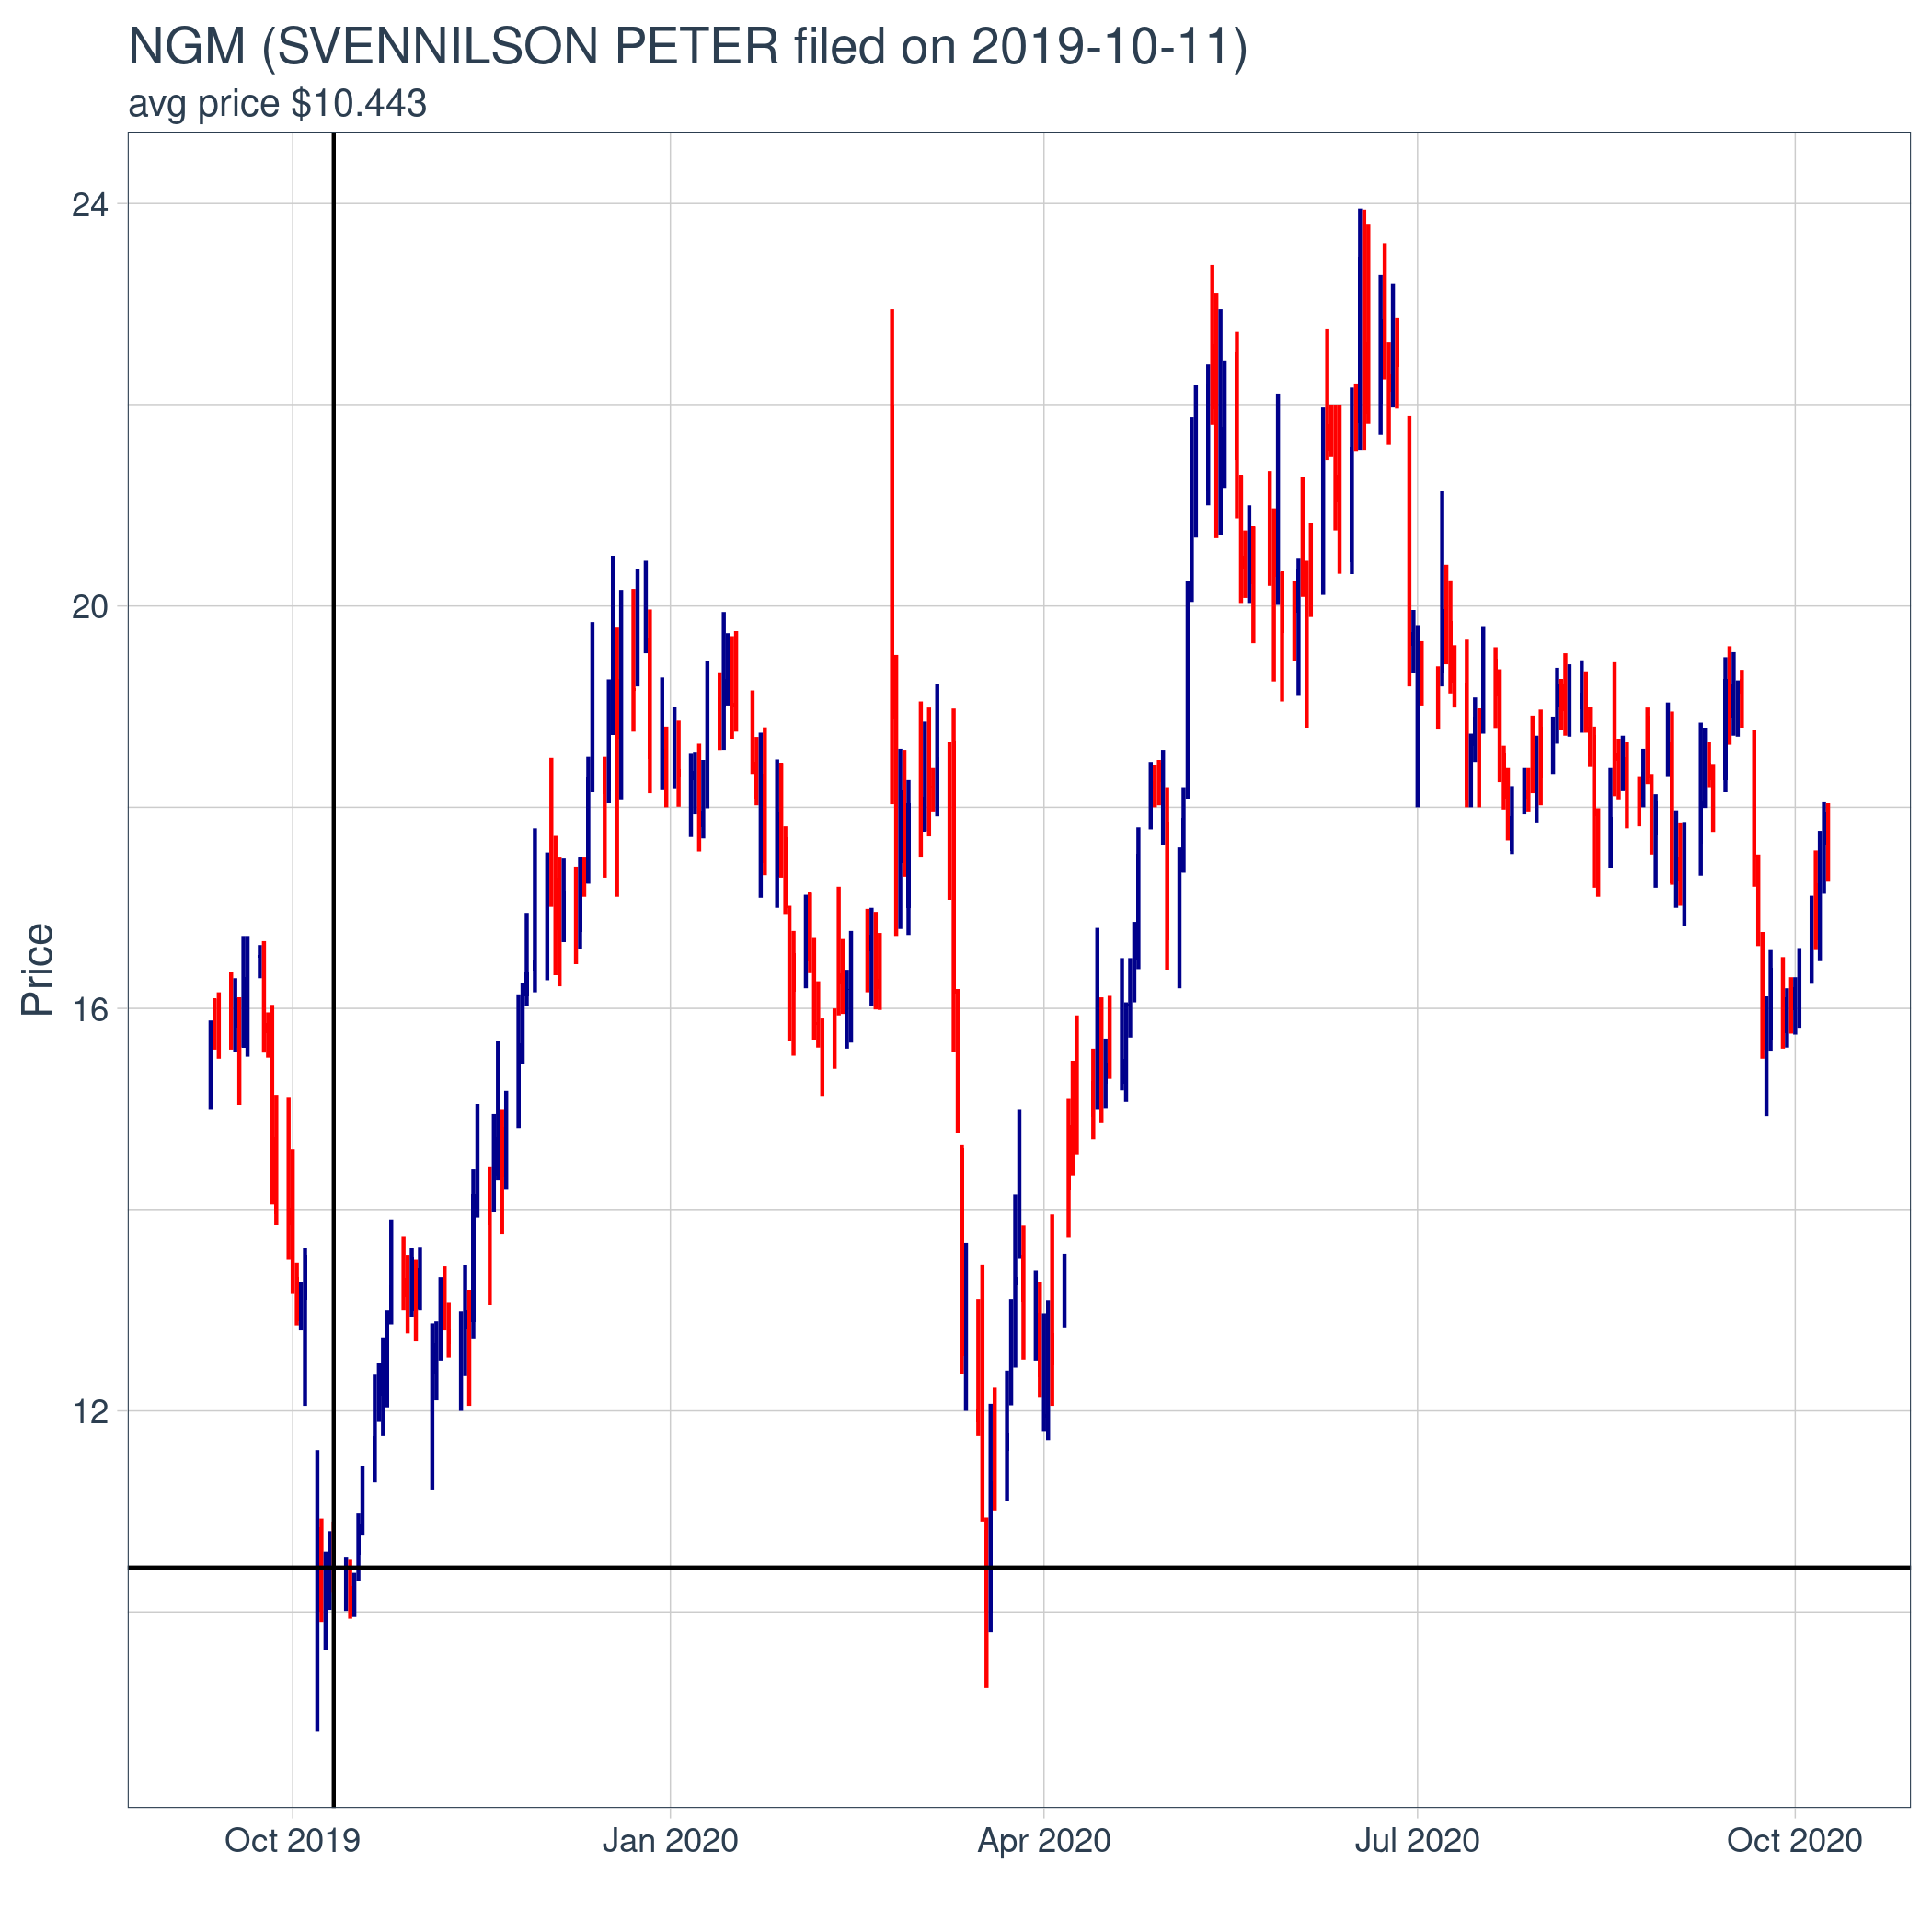 NGM (SVENNILSON PETER filed on 2019-10-11)
avg price $10.443
24
20
16
12
Price
Oct 2019
Jan 2020
Apr 2020
Jul 2020
Oct 2020